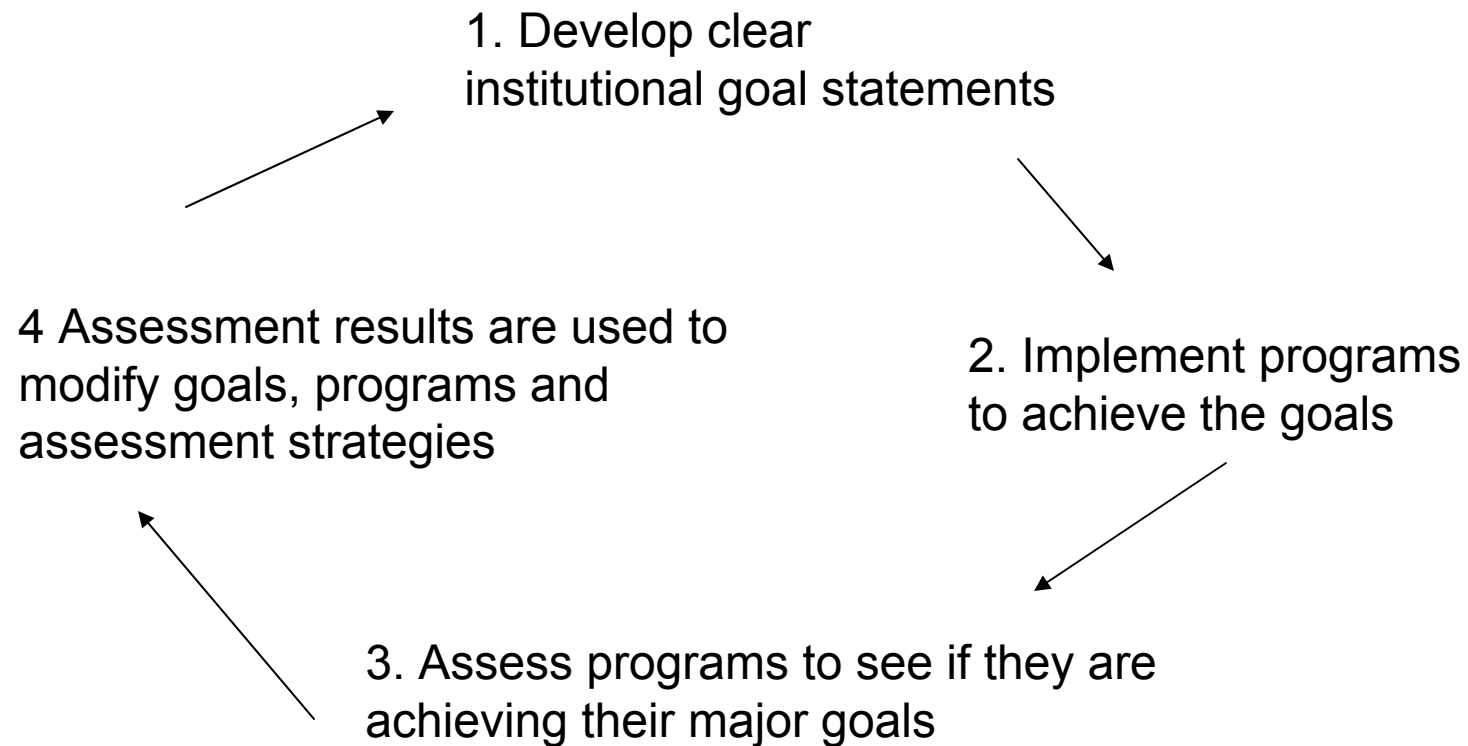 1. Develop clear
institutional goal statements
2. Implement programs
to achieve the goals
3. Assess programs to see if they are
achieving their major goals
4 Assessment results are used to
modify goals, programs and
assessment strategies